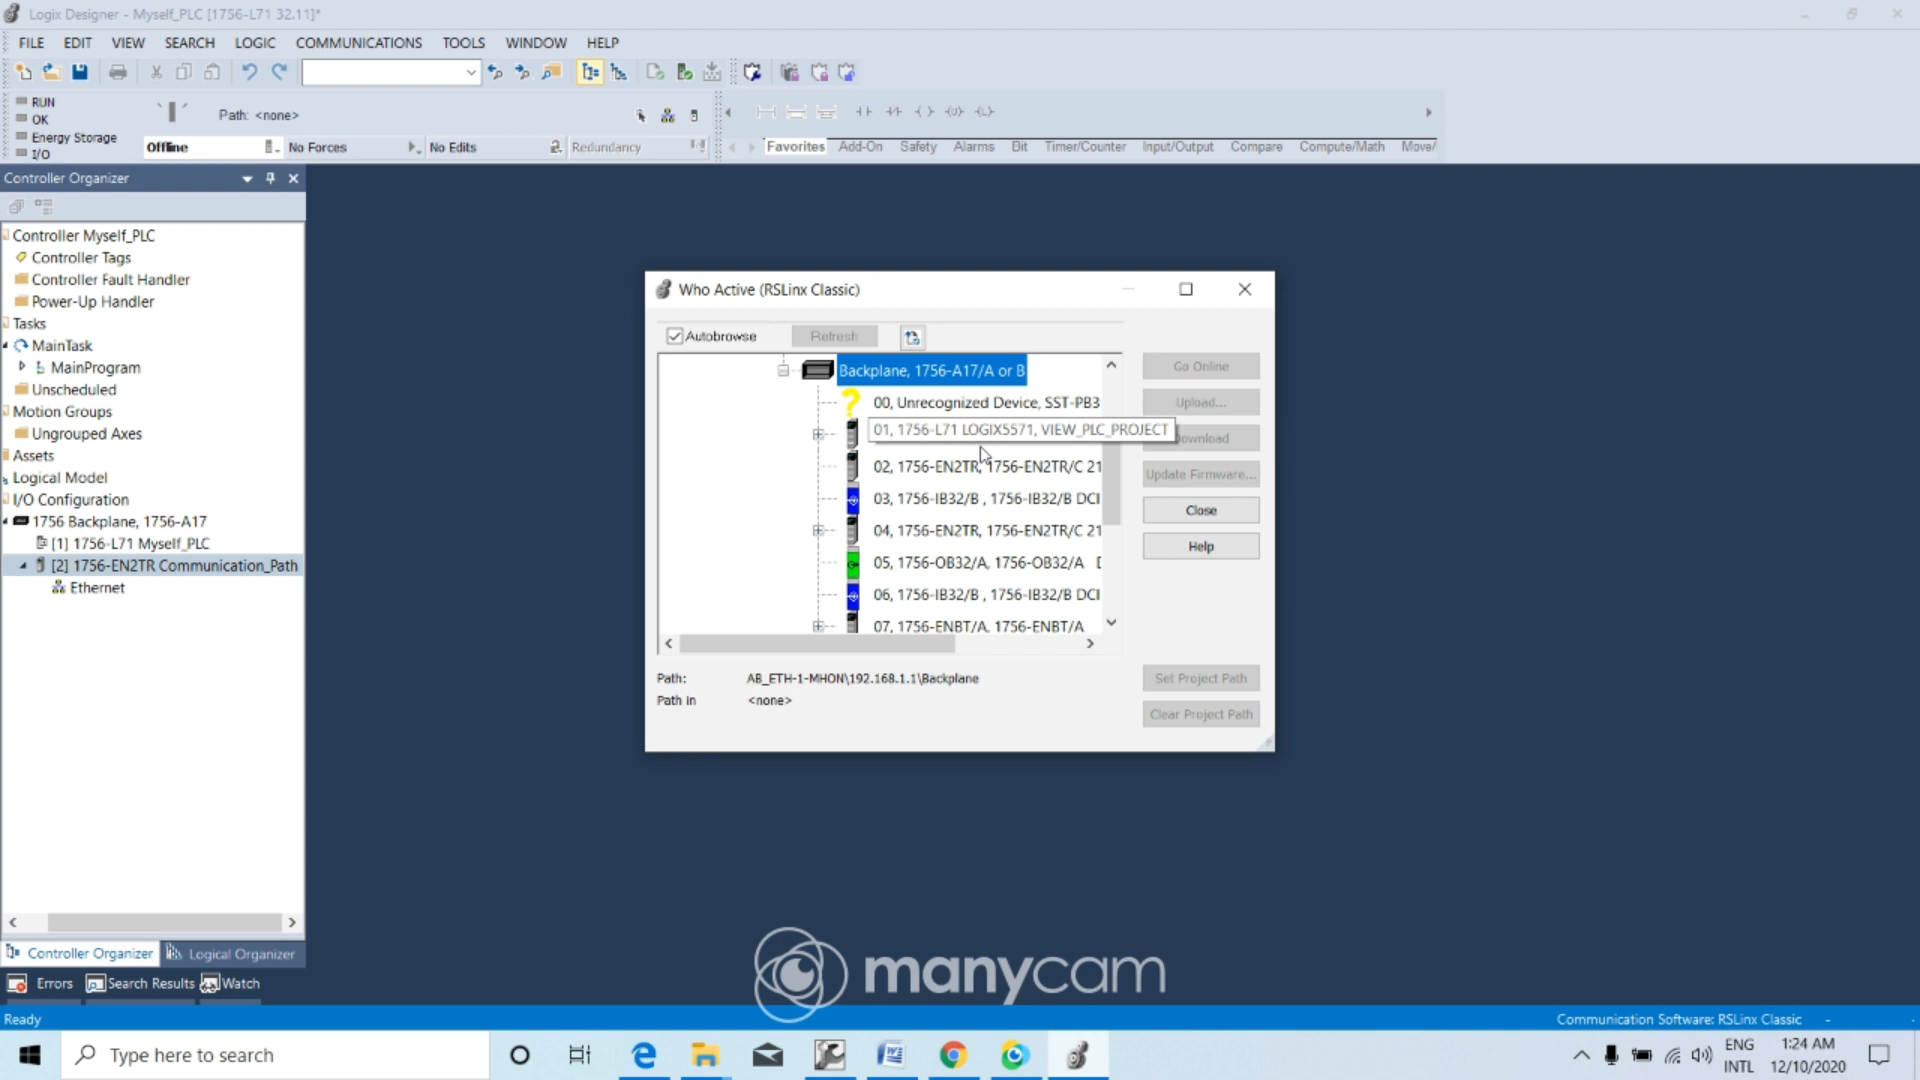 Logix Designer - Myself_PLC [1756-L71 32.11]*
FILE EDIT VIEW SEARCH LOGIC COMMUNICATIONS TOOLS WINDOW HELP
RUN
OK
Energy Storage
I/O
Path: <none>
Offline No Forces No Edits Redundancy
Favorites Add-On Safety Alarms Bit Timer/Counter Input/Output Compare Compute/Math Move/
Controller Organizer
Controller Myself_PLC
Controller Tags
Controller Fault Handler
Power-Up Handler
Tasks
MainTask
MainProgram
Unscheduled
Motion Groups
Ungrouped Axes
Assets
Logical Model
I/O Configuration
1756 Backplane, 1756-A17
[1] 1756-L71 Myself_PLC
[2] 1756-EN2TR Communication_Path
Ethernet
Controller Organizer Logical Organizer
Errors Search Results Watch
Who Active (RSLinx Classic)
Autobrowse Refresh
Backplane, 1756-A17/A or B
00, Unrecognized Device, SST-PB3
01, 1756-L71 LOGIX5571, VIEW_PLC_PROJECT
02, 1756-EN2TR, 1756-EN2TR/C 21
03, 1756-IB32/B , 1756-IB32/B DCI
04, 1756-EN2TR, 1756-EN2TR/C 21
05, 1756-OB32/A, 1756-OB32/A
06, 1756-IB32/B , 1756-IB32/B DCI
07, 1756-ENBT/A, 1756-ENBT/A
Go Online
Upload...
ownload
Update Firmware...
Close
Help
Path: AB_ETH-1-MHON\192.168.1.1\Backplane
Path in <none>
Set Project Path
Clear Project Path
manycam
Ready
Communication Software: RSLinx Classic -
Type here to search
ENG
INTL
1:24 AM
12/10/2020